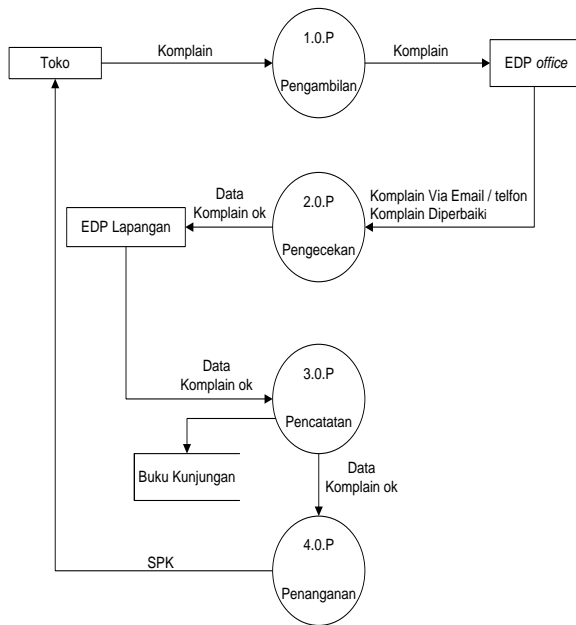 Toko
Komplain
1.0.P
Pengambilan
Komplain
EDP office
Komplain Via Email / telfon
Komplain Diperbaiki
2.0.P
Pengecekan
Data
Komplain ok
EDP Lapangan
Data
Komplain ok
3.0.P
Pencatatan
Buku Kunjungan
Data
Komplain ok
4.0.P
Penanganan
SPK